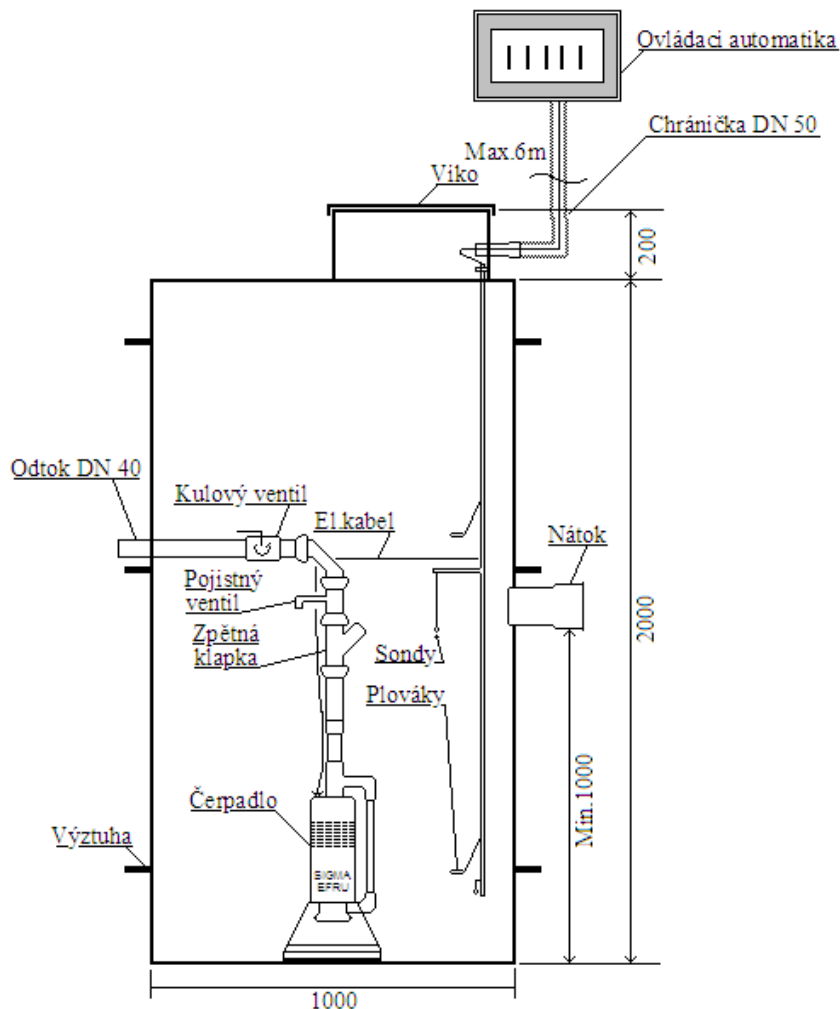 Ovládací automatika
Chránička DN 50
Max.6m
Víko
200
Odtok DN 40
Kulový ventil
El.kabel
Nátok
Pojistný
ventil
Zpětná
klapka
Sondy
2000
Plováky
Čerpadlo
Min.1000
Výztuha
SIGMA
EFRU
1000